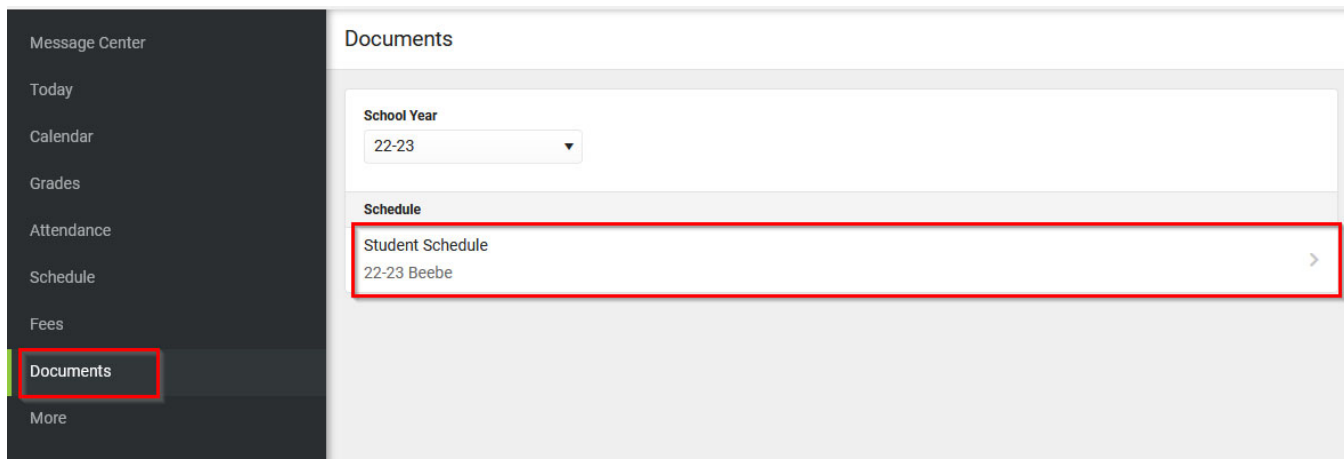 Message Center
Today
Calendar
Grades
Attendance
Schedule
Fees
Documents
More
Documents
School Year
22-23
Schedule
Student Schedule
22-23 Beebe